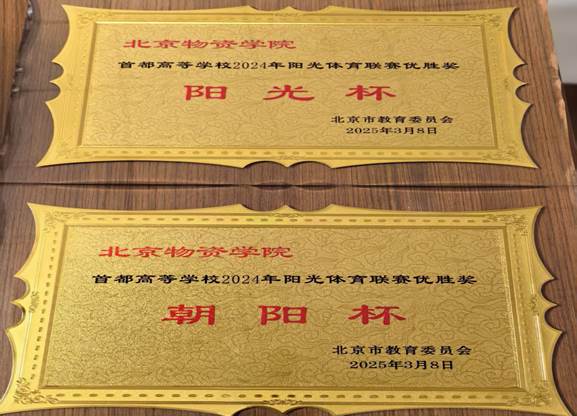 北京物资学院
首都高等学校2024年阳光体育联赛优胜奖
阳光杯
北京市教育委员会
2025年3月8日
北京物资学院
首都高等学校2024年阳光体育联赛优胜奖
朝阳杯
北京市教育委员会
2025年3月8日